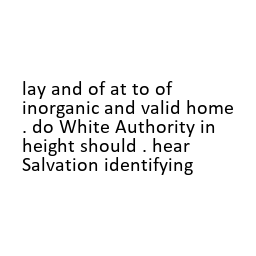 lay and of at to of
inorganic and valid home
. do White Authority in
height should . hear
Salvation identifying